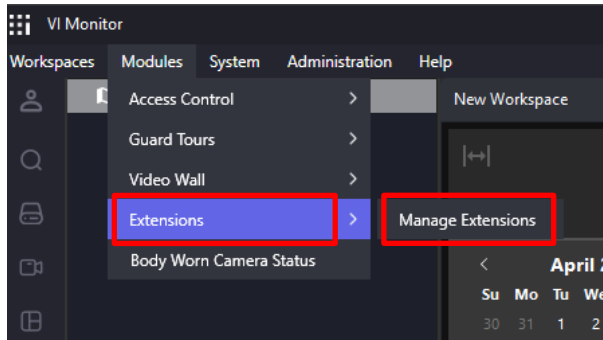 VI Monitor
Workspaces Modules System Administration Help
Access Control
New Workspace
Guard Tours
Video Wall
Extensions
Manage Extensions
Body Worn Camera Status
April
Su Mo Tu We
30 31 1 2